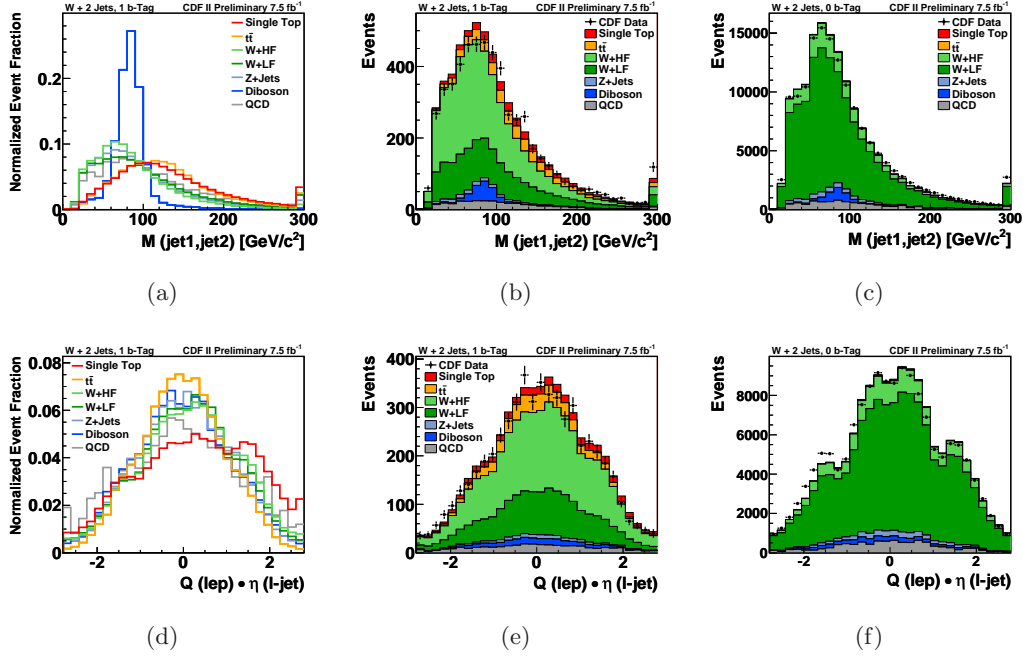 W + 2 Jets, 1 b-Tag CDF II Preliminary 7.5 fb⁻¹
Normalized Event Fraction
0.2
0.1
0
0 100 200 300
M (jet1,jet2) [GeV/c²]
Single Top
tt̄
W+HF
W+LF
Z+Jets
Diboson
QCD
(a)
W + 2 Jets, 1 b-Tag CDF II Preliminary 7.5 fb⁻¹
Events
400
200
0
0 100 200 300
M (jet1,jet2) [GeV/c²]
CDF Data
Single Top
tt̄
W+HF
W+LF
Z+Jets
Diboson
QCD
(b)
W + 2 Jets, 0 b-Tag CDF II Preliminary 7.5 fb⁻¹
Events
15000
10000
5000
0
0 100 200 300
M (jet1,jet2) [GeV/c²]
CDF Data
Single Top
tt̄
W+HF
W+LF
Z+Jets
Diboson
QCD
(c)
W + 2 Jets, 1 b-Tag CDF II Preliminary 7.5 fb⁻¹
Normalized Event Fraction
0.08
0.06
0.04
0.02
0
-2 0 2
Q (lep) • η (l-jet)
Single Top
tt̄
W+HF
W+LF
Z+Jets
Diboson
QCD
(d)
W + 2 Jets, 1 b-Tag CDF II Preliminary 7.5 fb⁻¹
Events
400
300
200
100
0
-2 0 2
Q (lep) • η (l-jet)
CDF Data
Single Top
tt̄
W+HF
W+LF
Z+Jets
Diboson
QCD
(e)
W + 2 Jets, 0 b-Tag CDF II Preliminary 7.5 fb⁻¹
Events
8000
6000
4000
2000
0
-2 0 2
Q (lep) • η (l-jet)
(f)